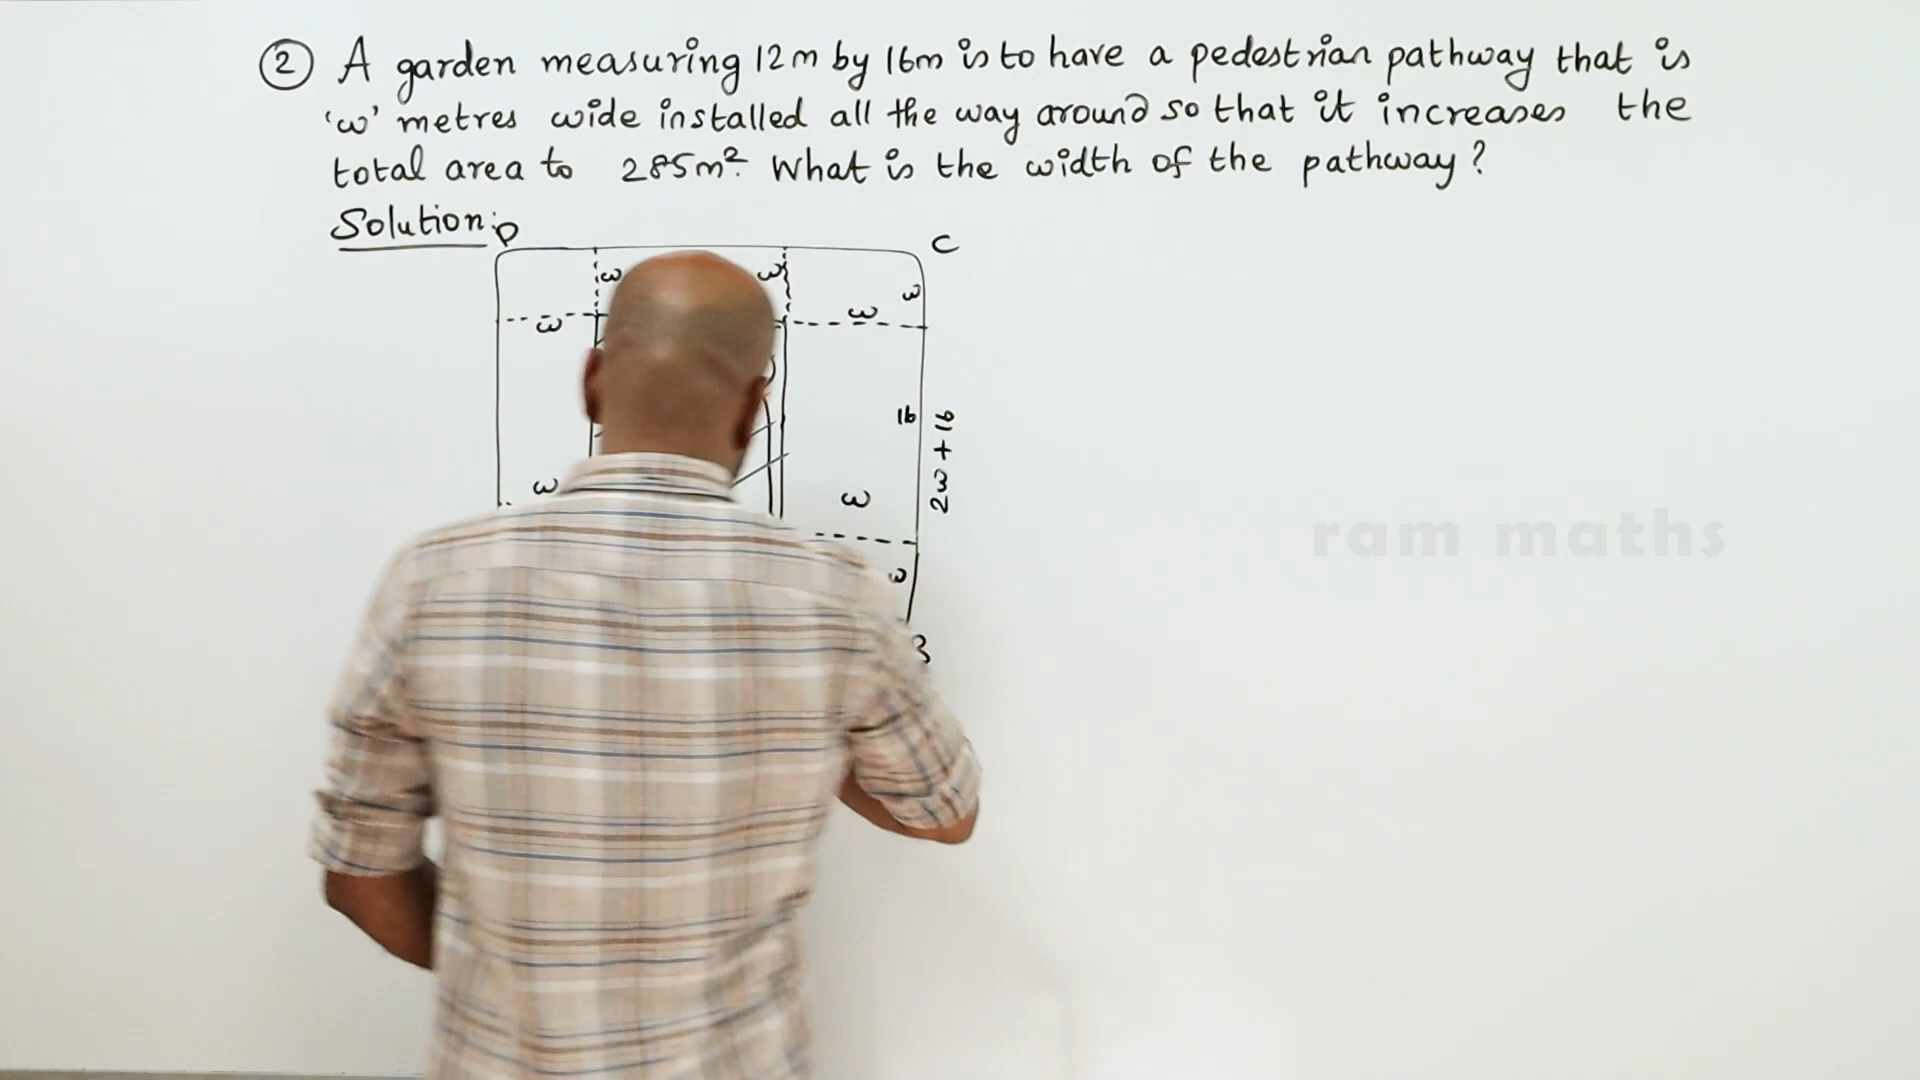 ② A garden measuring 12m by 16m is to have a pedestrian pathway that is
'w' metres wide installed all the way around so that it increases the
total area to 285m². What is the width of the pathway?
Solution:
D
C
w
w
w
w
w
16
2w+16
w
w
w
B
ram maths